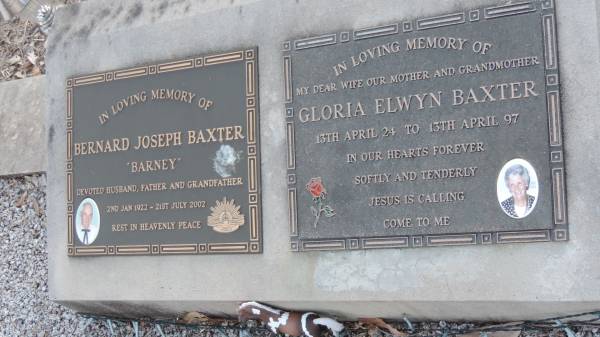 IN LOVING MEMORY OF
BERNARD JOSEPH BAXTER
"BARNEY"
DEVOTED HUSBAND, FATHER AND GRANDFATHER
2ND JAN 1922 – 21ST JULY 2002
REST IN HEAVENLY PEACE
IN LOVING MEMORY OF
MY DEAR WIFE OUR MOTHER AND GRANDMOTHER
GLORIA ELWYN BAXTER
13TH APRIL 24 TO 13TH APRIL 97
IN OUR HEARTS FOREVER
SOFTLY AND TENDERLY
JESUS IS CALLING
COME TO ME